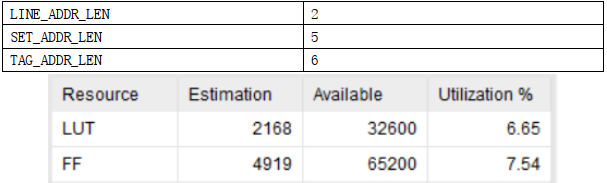 LINE_ADDR_LEN 2
SET_ADDR_LEN 5
TAG_ADDR_LEN 6
Resource Estimation Available Utilization %
LUT 2168 32600 6.65
FF 4919 65200 7.54